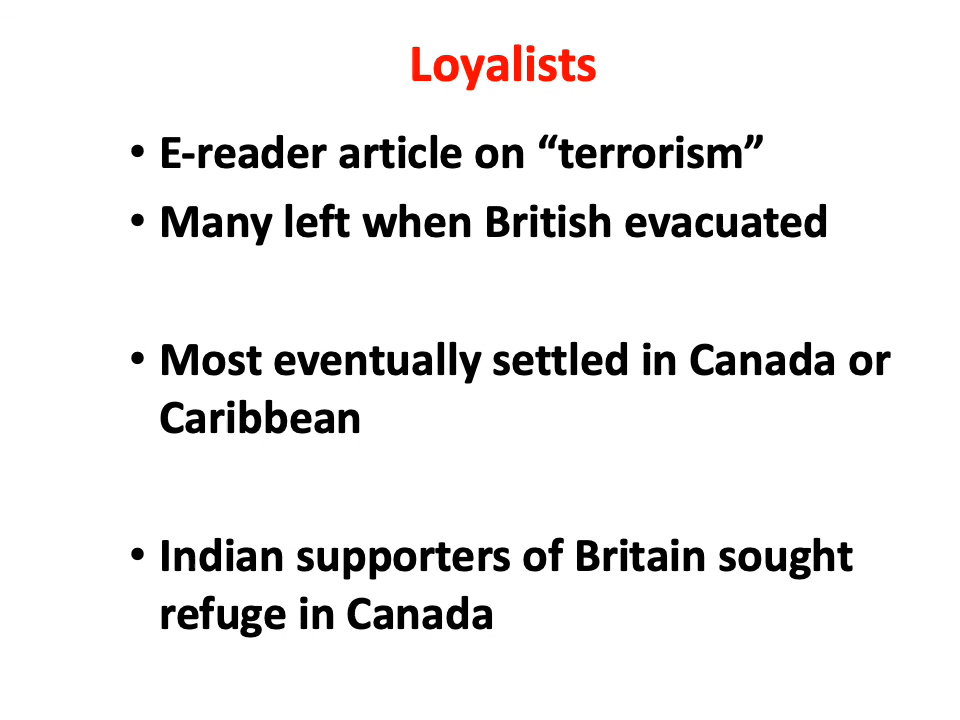 Loyalists
• E-reader article on “terrorism”
• Many left when British evacuated
• Most eventually settled in Canada or
Caribbean
• Indian supporters of Britain sought
refuge in Canada